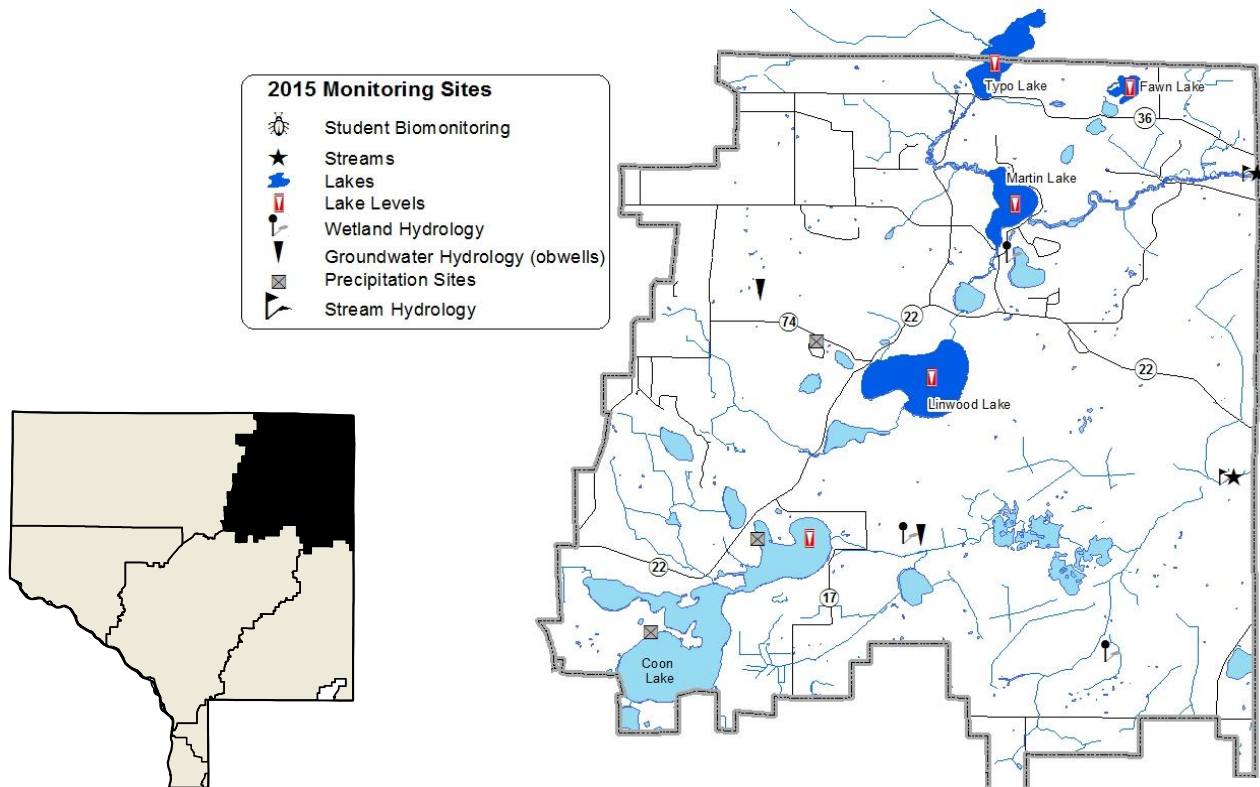 2015 Monitoring Sites
Student Biomonitoring
Streams
Lakes
Lake Levels
Wetland Hydrology
Groundwater Hydrology (obwells)
Precipitation Sites
Stream Hydrology
Typo Lake
Fawn Lake
36
Martin Lake
74
22
22
Linwood Lake
22
17
Coon
Lake